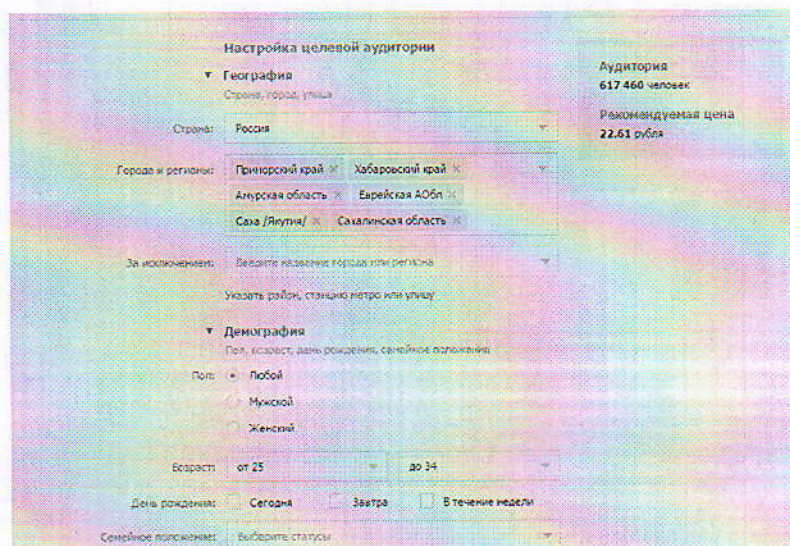 Настройка целевой аудитории
Аудитория
617 460 человек
Рекомендуемая цена
22.61 рубля
▼ География
Страна, город, улица
Страна: Россия
Города и регионы: Приморский край × Хабаровский край ×
Амурская область × Еврейская АОбл ×
Саха /Якутия/ × Сахалинская область ×
За исключением: Введите название города или региона
Указать район, станцию метро или улицу
▼ Демография
Пол, возраст, день рождения, семейное положение
Пол: Любой
Мужской
Женский
Возраст: от 25 до 34
День рождения: Сегодня Завтра В течение недели
Семейное положение: Выберите статусы